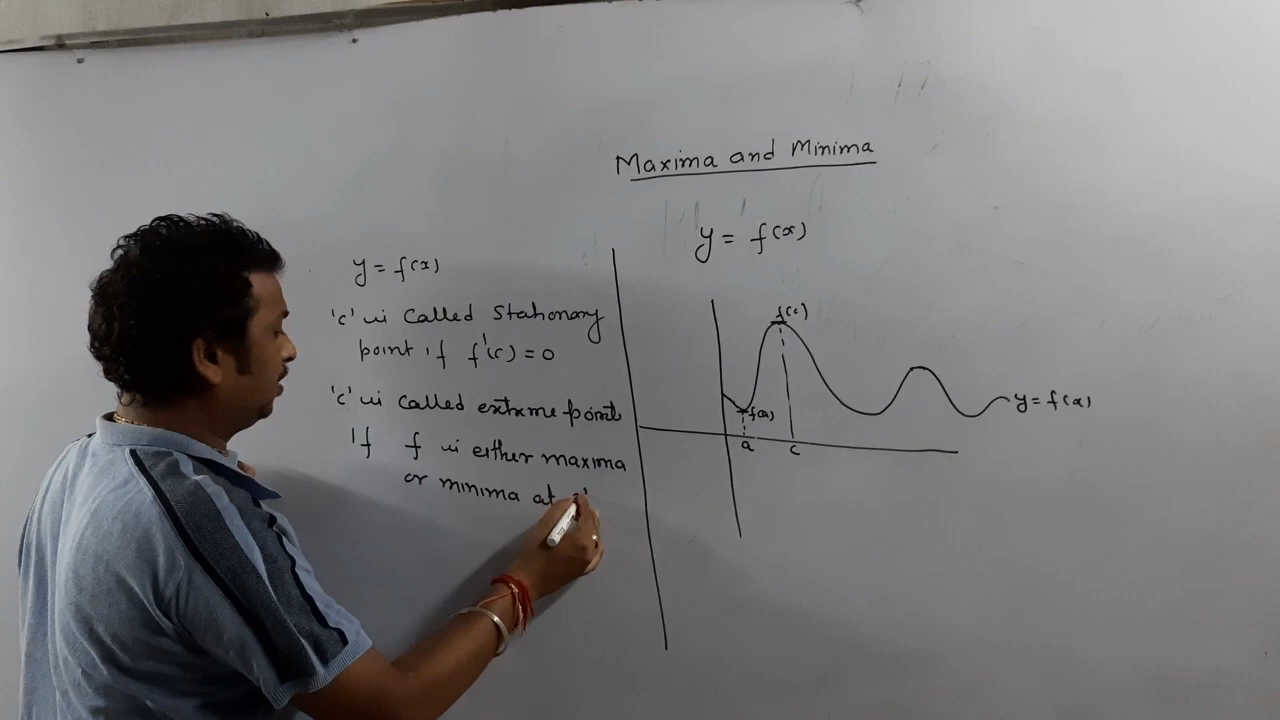 Maxima and Minima
y = f(x)
y = f(x)
'c' is called stationary
point if f'(c) = 0
'c' is called extreme point
If f is either maxima
or minima at
f(c)
f(a)
a
c
y = f(x)